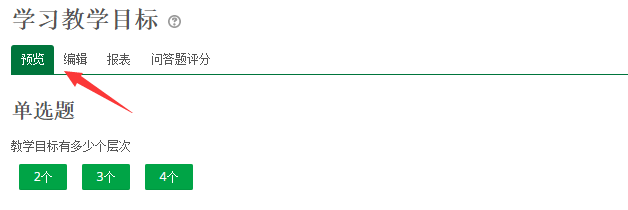 学习教学目标 ?
预览 编辑 报表 问答题评分
单选题
教学目标有多少个层次
2个 3个 4个